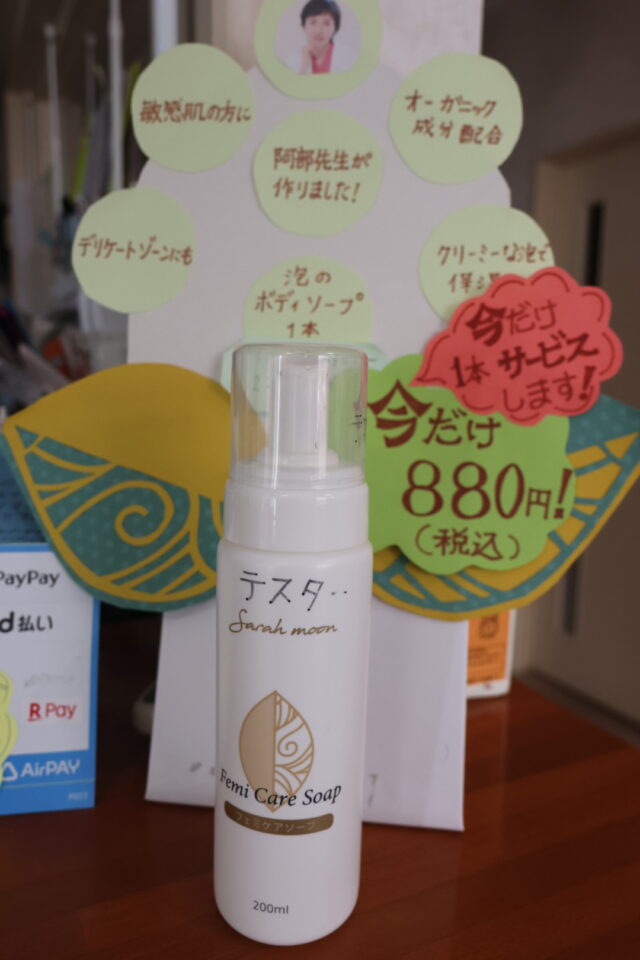 敏感肌の方に
オーガニック
成分配合
阿部先生が
作りました!
デリケートゾーンにも
クリーミーな泡で
泡の
ボディソープ
1本
今だけ
1本サービス
します!
今だけ
880円!
(税込)
テスター
Sarah moon
Femi Care Soap
フェミケアソープ
200ml
PayPay
d払い
R Pay
AirPAY